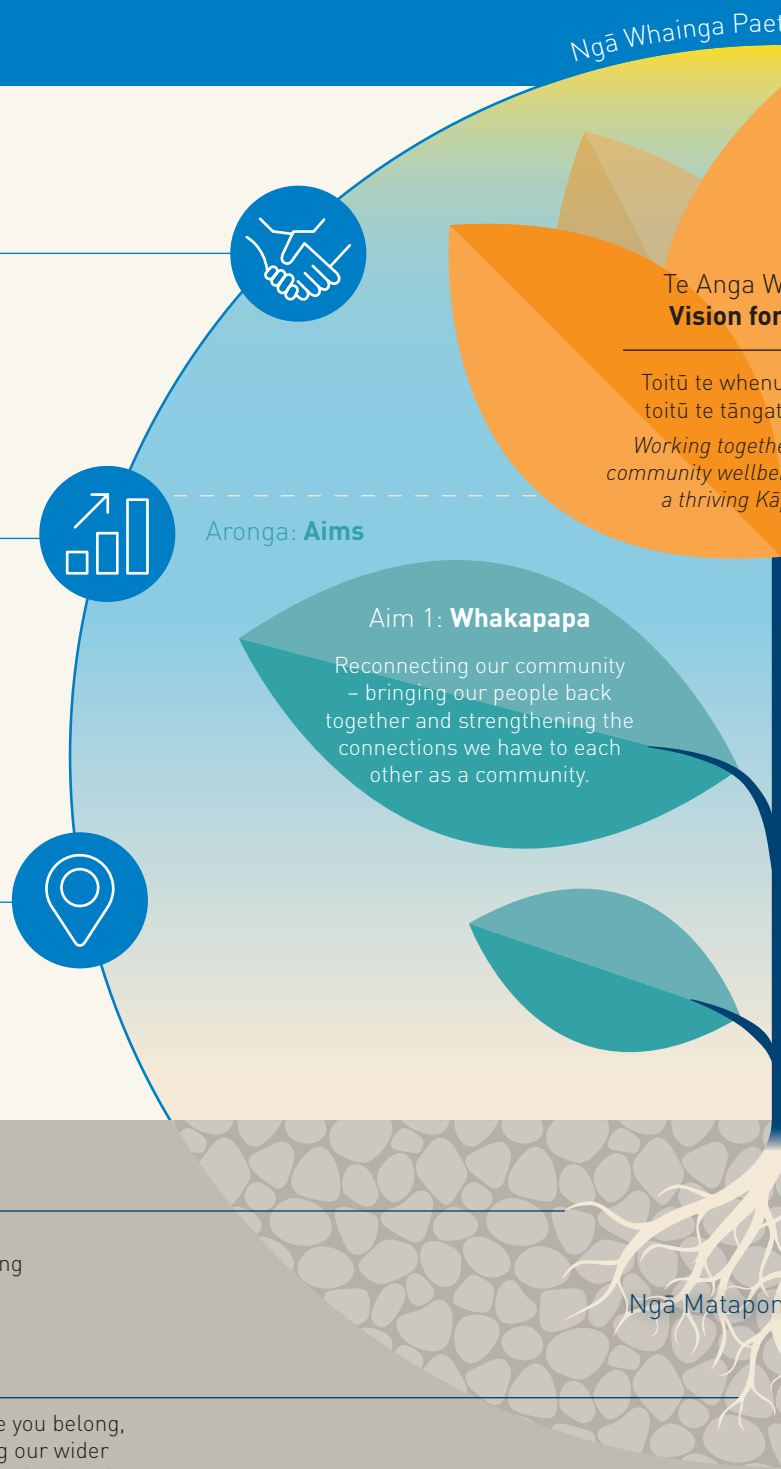 Ngā Whainga Paet
Te Anga W
Vision for
Toitū te whenu
toitū te tāngat
Working togethe
community wellbe
a thriving Kā
Aronga: Aims
Aim 1: Whakapapa
Reconnecting our community
– bringing our people back
together and strengthening the
connections we have to each
other as a community.
ng
Ngā Matapon
e you belong,
g our wider